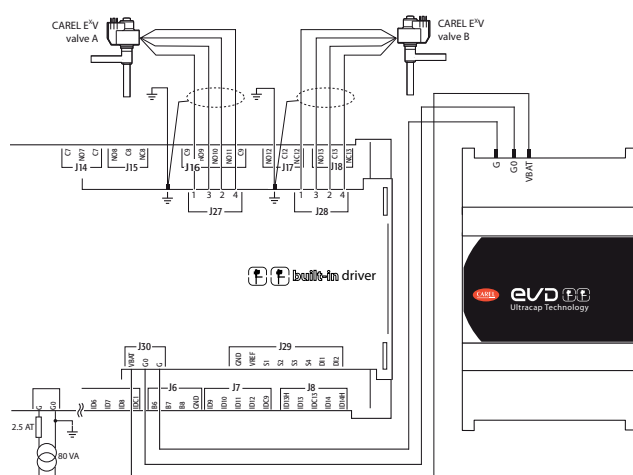 CAREL EXV
valve A
CAREL EXV
valve B
C7
NO7
C7
J14
NO8
C8
NC8
J15
C9
NO9
NO10
NO11
C9
J16
NO12
C12
NC12
J17
NO13
C13
NC13
J18
1 3 2 4
J27
1 3 2 4
J28
G
G0
VBAT
built-in driver
CAREL
EVD
Ultracap Technology
J30
VBAT
G0
G
J29
GND
VREF
S1
S2
S3
S4
DI1
DI2
G
G0
ID6
ID7
ID8
IDC1
J6
B6
B7
B8
GND
J7
ID9
ID10
ID11
ID12
IDC9
J8
ID13H
ID13
IDC13
ID14
ID14H
2.5 AT
80 VA